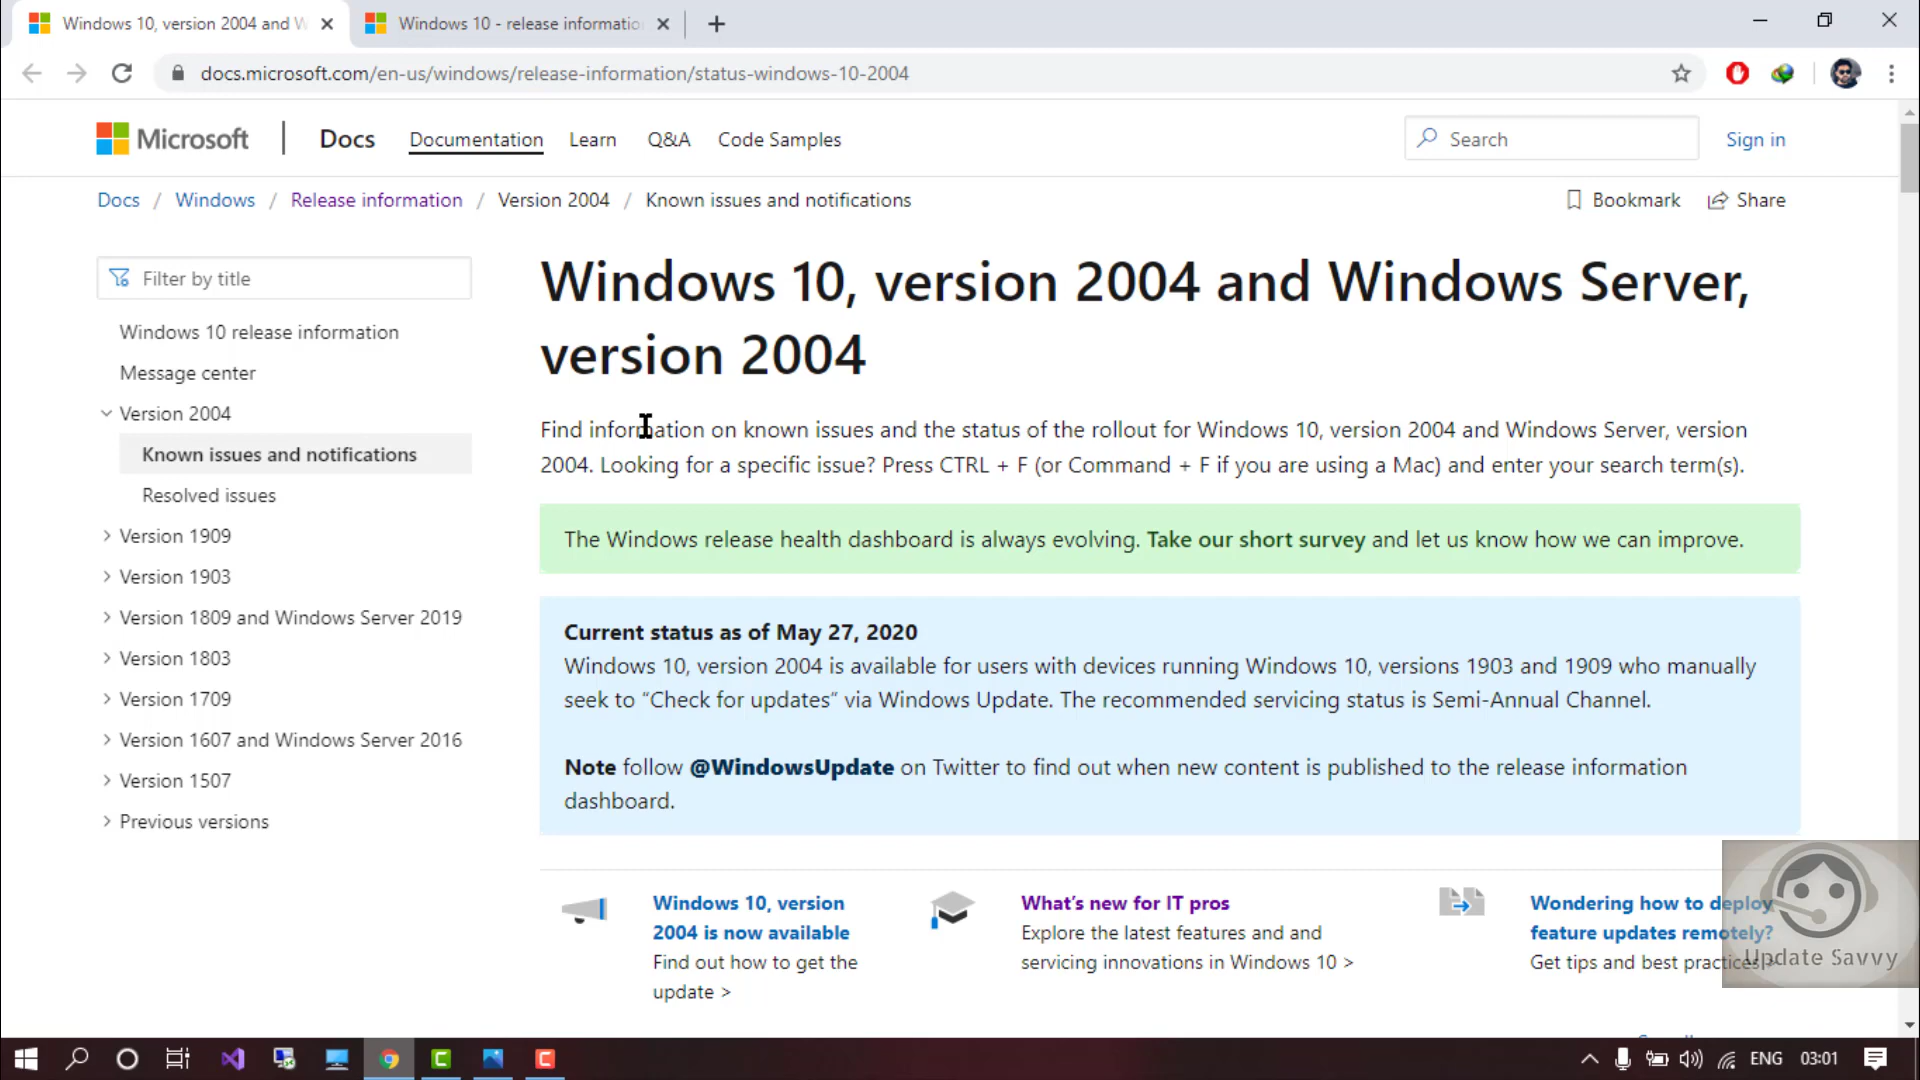 Windows 10, version 2004 and W
Windows 10 - release informatio
docs.microsoft.com/en-us/windows/release-information/status-windows-10-2004
Microsoft
Docs
Documentation
Learn
Q&A
Code Samples
Search
Sign in
Docs / Windows / Release information / Version 2004 / Known issues and notifications
Bookmark
Share
Filter by title
Windows 10 release information
Message center
Version 2004
Known issues and notifications
Resolved issues
Version 1909
Version 1903
Version 1809 and Windows Server 2019
Version 1803
Version 1709
Version 1607 and Windows Server 2016
Version 1507
Previous versions
Windows 10, version 2004 and Windows Server,
version 2004
Find information on known issues and the status of the rollout for Windows 10, version 2004 and Windows Server, version
2004. Looking for a specific issue? Press CTRL + F (or Command + F if you are using a Mac) and enter your search term(s).
The Windows release health dashboard is always evolving. Take our short survey and let us know how we can improve.
Current status as of May 27, 2020
Windows 10, version 2004 is available for users with devices running Windows 10, versions 1903 and 1909 who manually
seek to “Check for updates” via Windows Update. The recommended servicing status is Semi-Annual Channel.
Note follow @WindowsUpdate on Twitter to find out when new content is published to the release information
dashboard.
Windows 10, version
2004 is now available
Find out how to get the
update >
What’s new for IT pros
Explore the latest features and and
servicing innovations in Windows 10 >
Wondering how to deploy
feature updates remotely?
Get tips and best practices >
Update Savvy
ENG
03:01